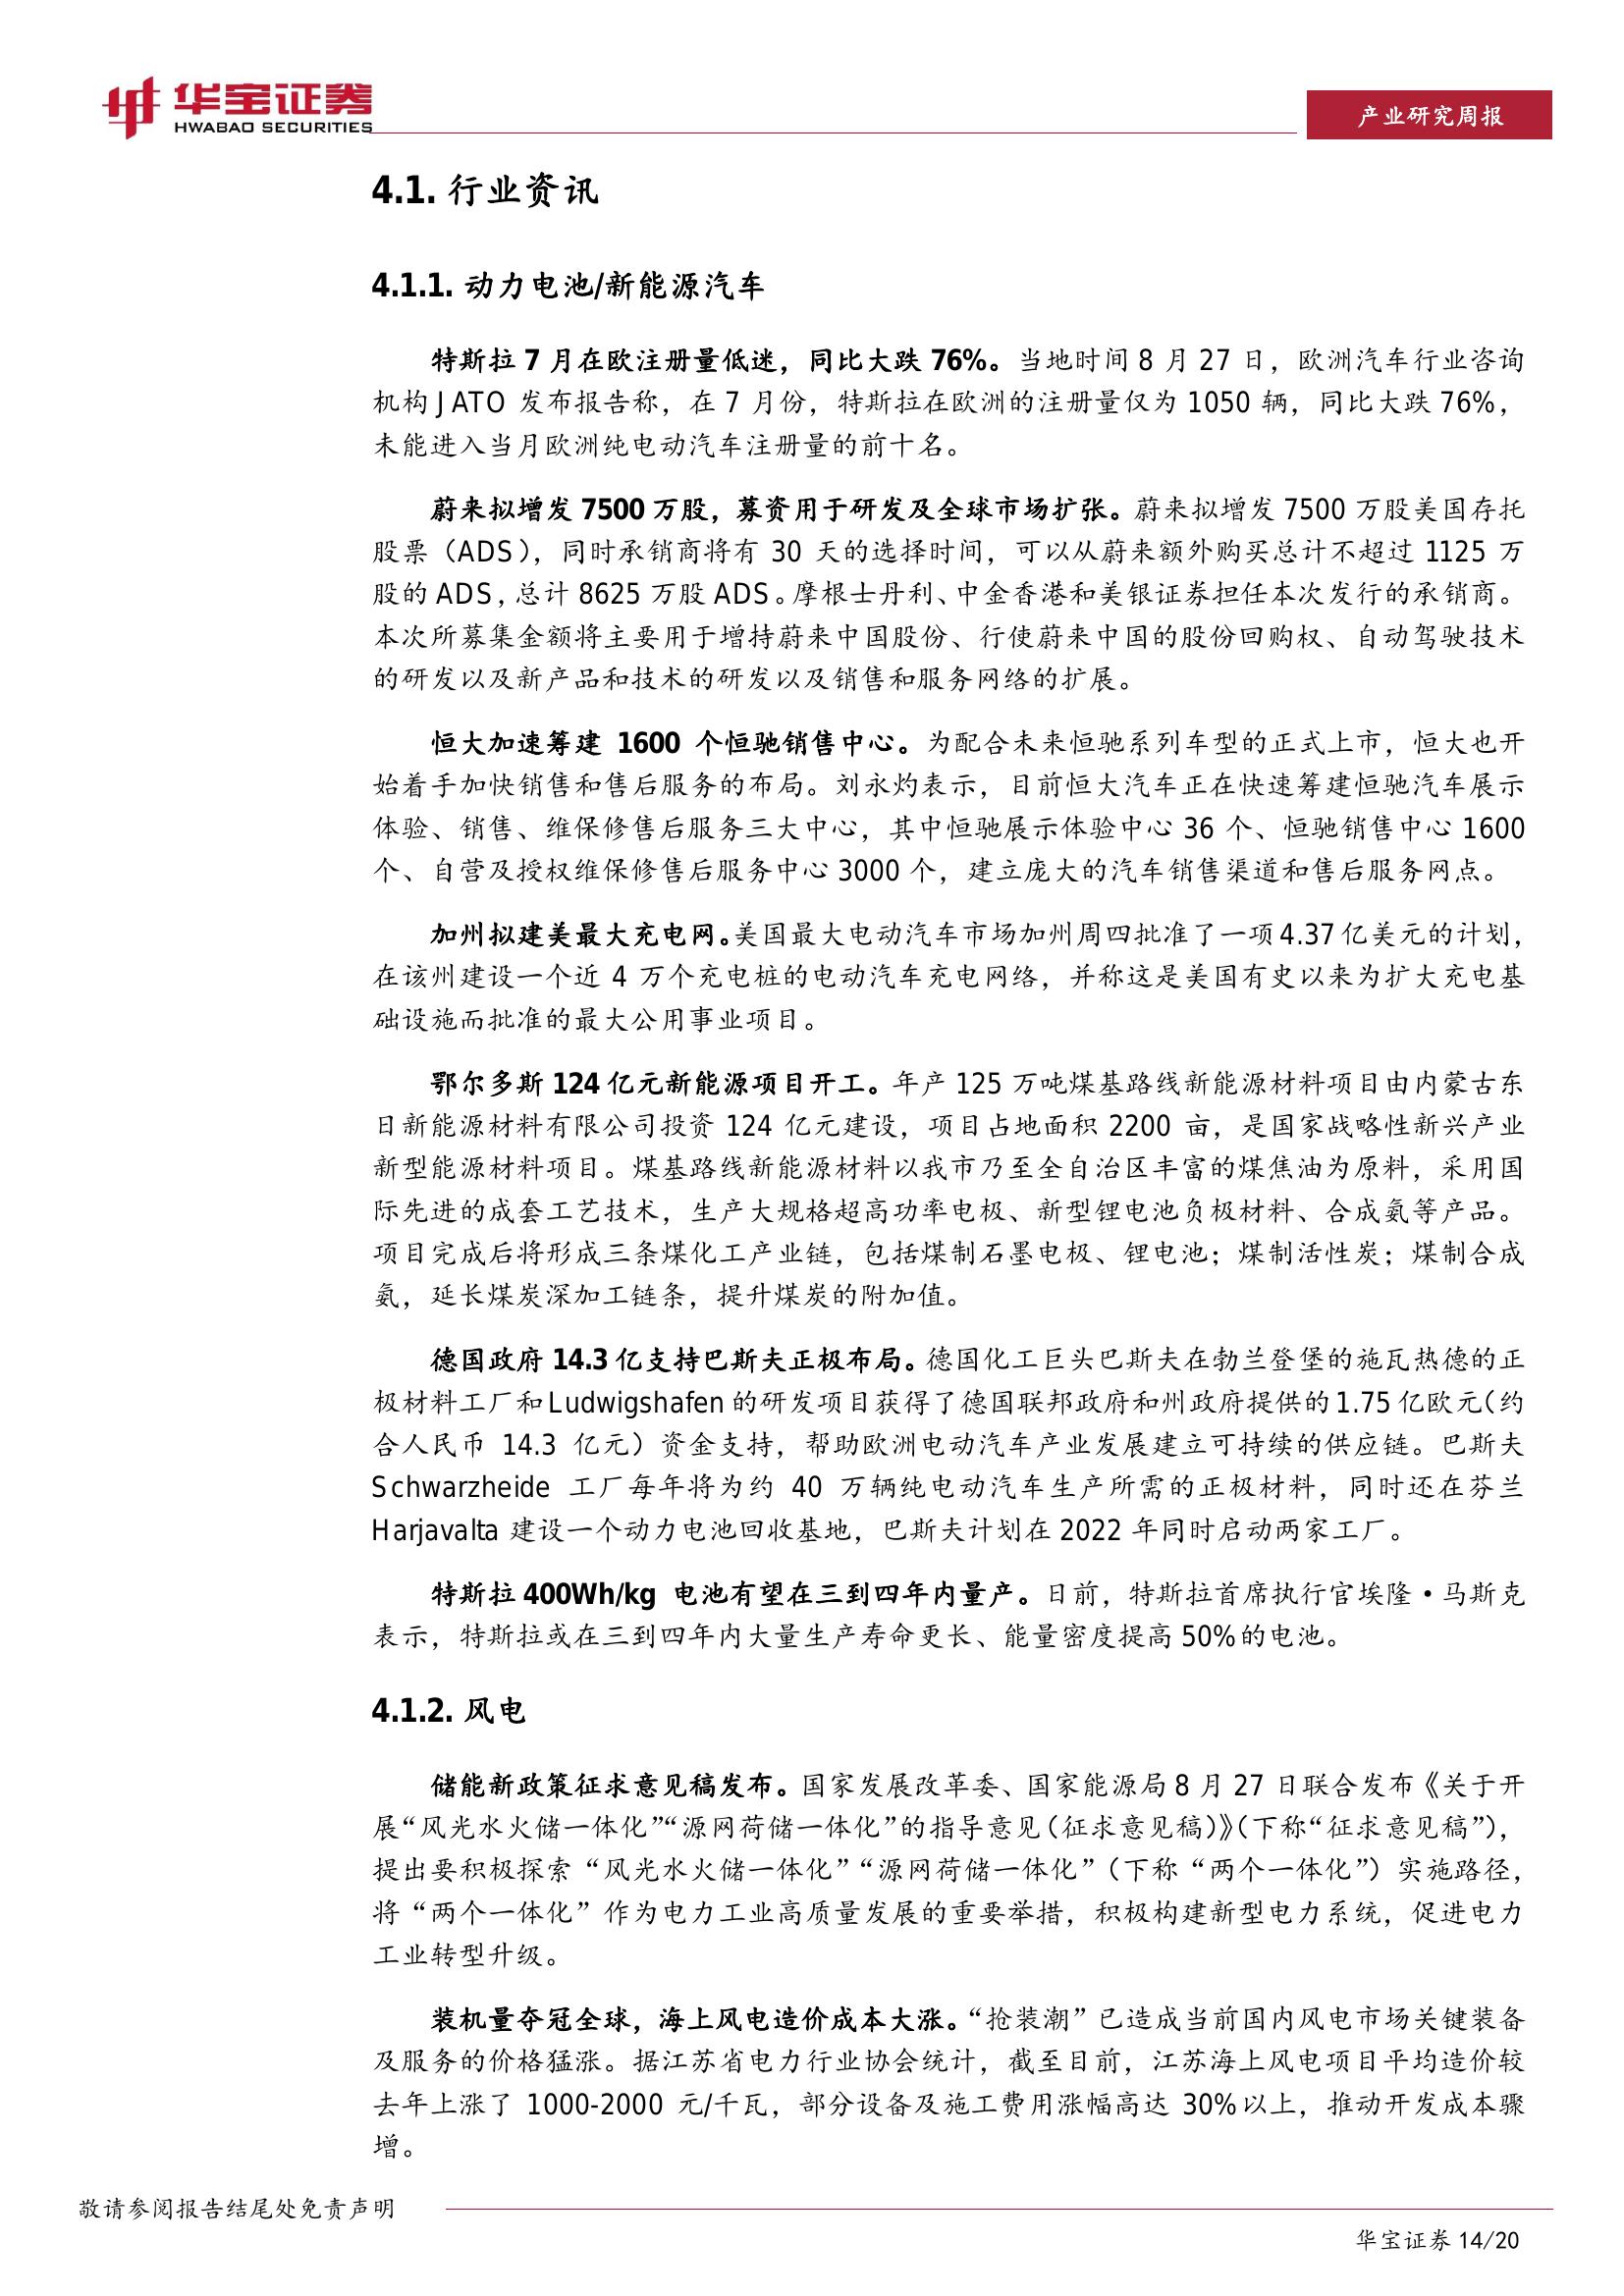 华宝证券
HWABAO SECURITIES
产业研究周报
4.1. 行业资讯
4.1.1. 动力电池/新能源汽车
特斯拉 7 月在欧注册量低迷，同比大跌 76%。当地时间 8 月 27 日，欧洲汽车行业咨询
机构 JATO 发布报告称，在 7 月份，特斯拉在欧洲的注册量仅为 1050 辆，同比大跌 76%，
未能进入当月欧洲纯电动汽车注册量的前十名。
蔚来拟增发 7500 万股，募资用于研发及全球市场扩张。蔚来拟增发 7500 万股美国存托
股票（ADS），同时承销商将有 30 天的选择时间，可以从蔚来额外购买总计不超过 1125 万
股的 ADS，总计 8625 万股 ADS。摩根士丹利、中金香港和美银证券担任本次发行的承销商。
本次所募集金额将主要用于增持蔚来中国股份、行使蔚来中国的股份回购权、自动驾驶技术
的研发以及新产品和技术的研发以及销售和服务网络的扩展。
恒大加速筹建 1600 个恒驰销售中心。为配合未来恒驰系列车型的正式上市，恒大也开
始着手加快销售和售后服务的布局。刘永灼表示，目前恒大汽车正在快速筹建恒驰汽车展示
体验、销售、维保修售后服务三大中心，其中恒驰展示体验中心 36 个、恒驰销售中心 1600
个、自营及授权维保修售后服务中心 3000 个，建立庞大的汽车销售渠道和售后服务网点。
加州拟建美最大充电网。美国最大电动汽车市场加州周四批准了一项 4.37 亿美元的计划，
在该州建设一个近 4 万个充电桩的电动汽车充电网络，并称这是美国有史以来为扩大充电基
础设施而批准的最大公用事业项目。
鄂尔多斯 124 亿元新能源项目开工。年产 125 万吨煤基路线新能源材料项目由内蒙古东
日新能源材料有限公司投资 124 亿元建设，项目占地面积 2200 亩，是国家战略性新兴产业
新型能源材料项目。煤基路线新能源材料以我市乃至全自治区丰富的煤焦油为原料，采用国
际先进的成套工艺技术，生产大规格超高功率电极、新型锂电池负极材料、合成氨等产品。
项目完成后将形成三条煤化工产业链，包括煤制石墨电极、锂电池；煤制活性炭；煤制合成
氨，延长煤炭深加工链条，提升煤炭的附加值。
德国政府 14.3 亿支持巴斯夫正极布局。德国化工巨头巴斯夫在勃兰登堡的施瓦热德的正
极材料工厂和 Ludwigshafen 的研发项目获得了德国联邦政府和州政府提供的 1.75 亿欧元（约
合人民币 14.3 亿元）资金支持，帮助欧洲电动汽车产业发展建立可持续的供应链。巴斯夫
Schwarzheide 工厂每年将为约 40 万辆纯电动汽车生产所需的正极材料，同时还在芬兰
Harjavalta 建设一个动力电池回收基地，巴斯夫计划在 2022 年同时启动两家工厂。
特斯拉 400Wh/kg 电池有望在三到四年内量产。日前，特斯拉首席执行官埃隆•马斯克
表示，特斯拉或在三到四年内大量生产寿命更长、能量密度提高 50%的电池。
4.1.2. 风电
储能新政策征求意见稿发布。国家发展改革委、国家能源局 8 月 27 日联合发布《关于开
展“风光水火储一体化”“源网荷储一体化”的指导意见（征求意见稿）》（下称“征求意见稿”），
提出要积极探索“风光水火储一体化”“源网荷储一体化”（下称“两个一体化”）实施路径，
将“两个一体化”作为电力工业高质量发展的重要举措，积极构建新型电力系统，促进电力
工业转型升级。
装机量夺冠全球，海上风电造价成本大涨。“抢装潮”已造成当前国内风电市场关键装备
及服务的价格猛涨。据江苏省电力行业协会统计，截至目前，江苏海上风电项目平均造价较
去年上涨了 1000-2000 元/千瓦，部分设备及施工费用涨幅高达 30%以上，推动开发成本骤
增。
敬请参阅报告结尾处免责声明
华宝证券 14/20